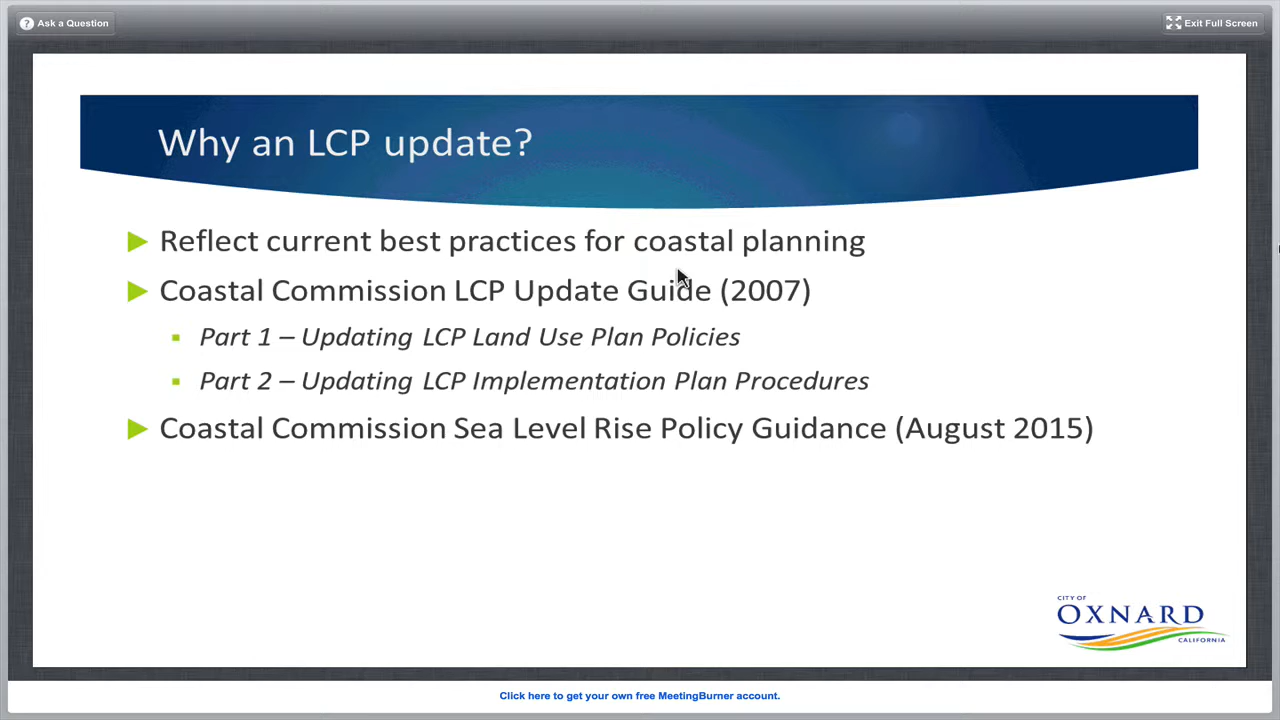 Ask a Question
Exit Full Screen
Why an LCP update?
Reflect current best practices for coastal planning
Coastal Commission LCP Update Guide (2007)
Part 1 – Updating LCP Land Use Plan Policies
Part 2 – Updating LCP Implementation Plan Procedures
Coastal Commission Sea Level Rise Policy Guidance (August 2015)
CITY OF
OXNARD
CALIFORNIA
Click here to get your own free MeetingBurner account.